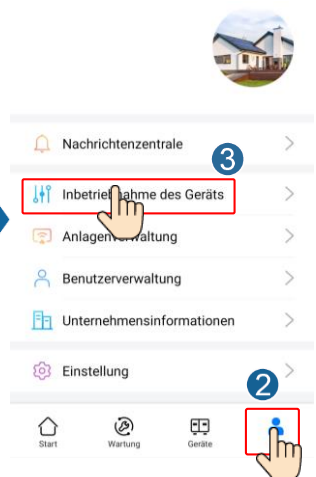 Nachrichtenzentrale
3
Inbetriebnahme des Geräts
Anlagenverwaltung
Benutzerverwaltung
Unternehmensinformationen
Einstellung
2
Start
Wartung
Geräte